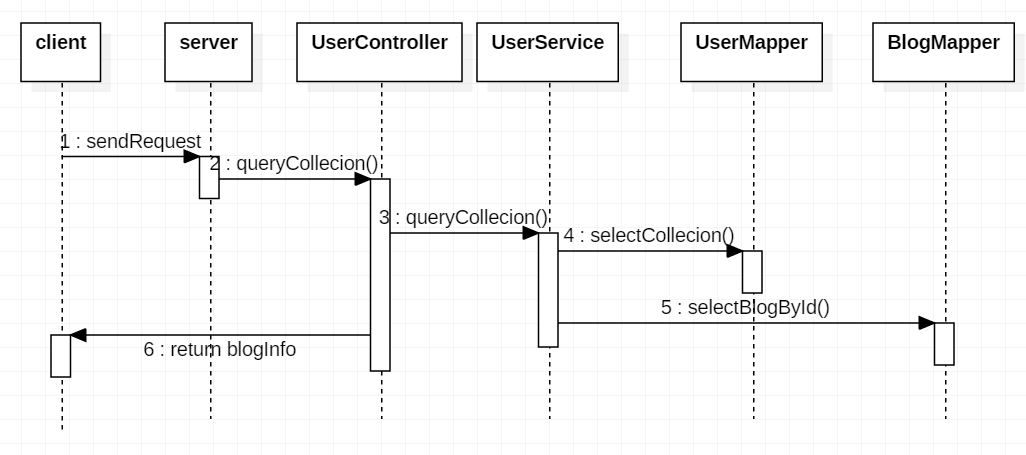 client
server
UserController
UserService
UserMapper
BlogMapper
1 : sendRequest
2 : queryCollecion()
3 : queryCollecion()
4 : selectCollecion()
5 : selectBlogById()
6 : return blogInfo